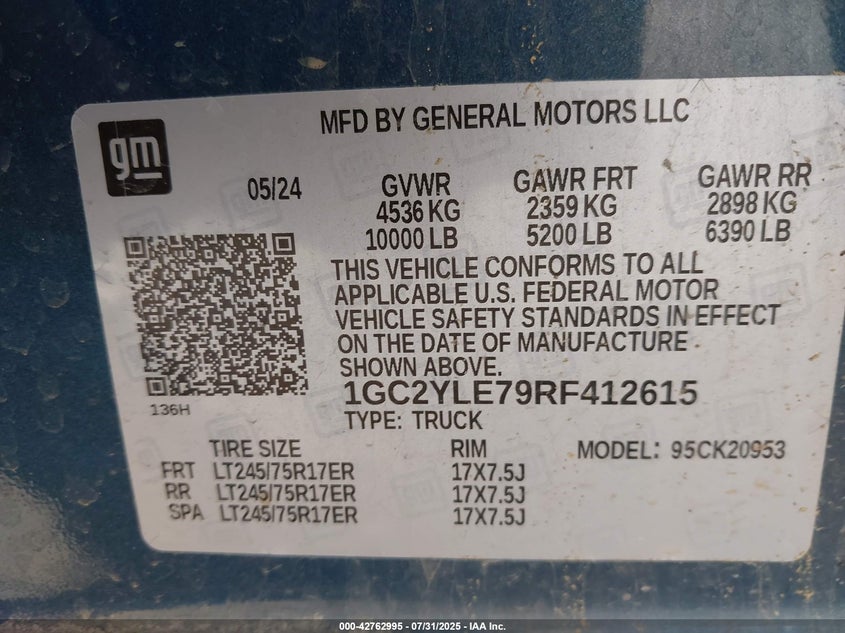 gm
MFD BY GENERAL MOTORS LLC
05/24 GVWR GAWR FRT GAWR RR
4536 KG 2359 KG 2898 KG
10000 LB 5200 LB 6390 LB
THIS VEHICLE CONFORMS TO ALL
APPLICABLE U.S. FEDERAL MOTOR
VEHICLE SAFETY STANDARDS IN EFFECT
ON THE DATE OF MANUFACTURE
SHOWN ABOVE.
136H
1GC2YLE79RF412615
TYPE: TRUCK
TIRE SIZE RIM MODEL: 95CK20953
FRT LT245/75R17ER 17X7.5J
RR LT245/75R17ER 17X7.5J
SPA LT245/75R17ER 17X7.5J
000-42762995 - 07/31/2025 - IAA Inc.